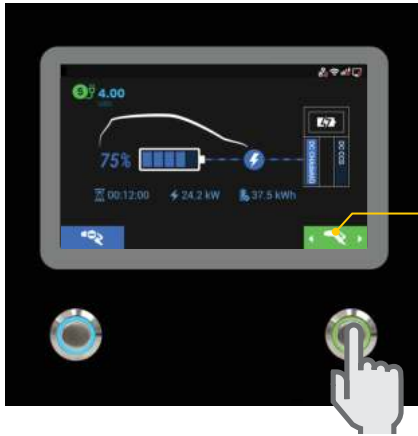 4.00
75%
DC CHAdeMO
DC CCS
00:12:00
24.2 kW
37.5 kWh